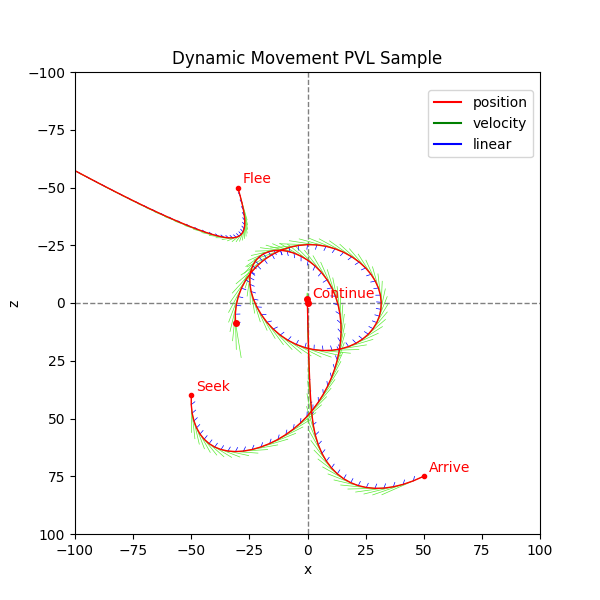 Dynamic Movement PVL Sample
−100
−75
−50
−25
0
25
50
75
100
z
position
velocity
linear
Flee
Continue
Seek
Arrive
−100 −75 −50 −25 0 25 50 75 100
x